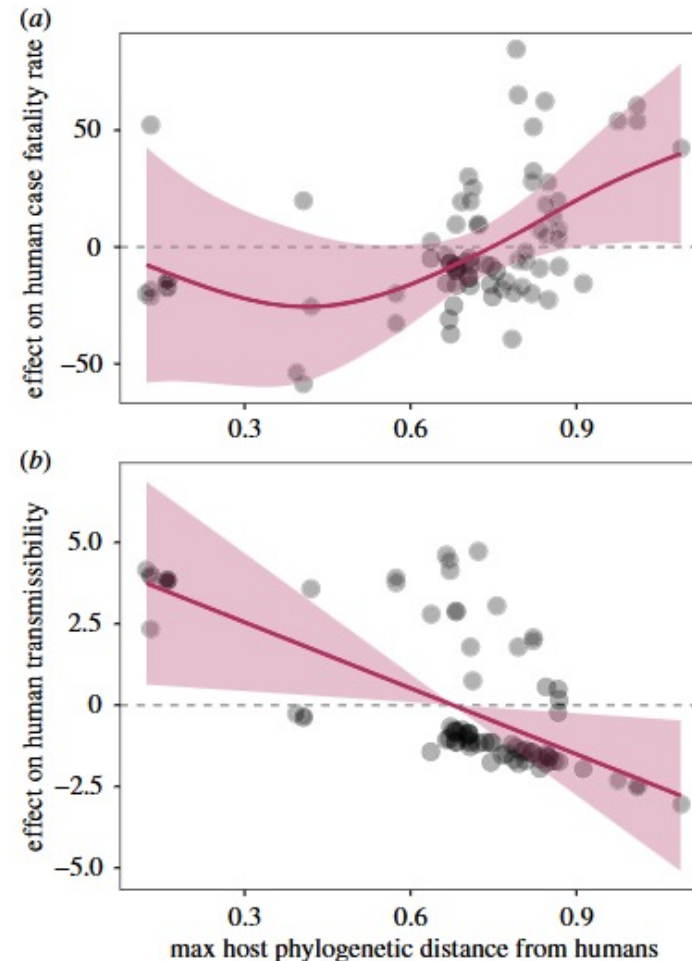 (a)
effect on human case fatality rate
50
0
−50
0.3 0.6 0.9
(b)
effect on human transmissibility
5.0
2.5
0
−2.5
−5.0
0.3 0.6 0.9
max host phylogenetic distance from humans